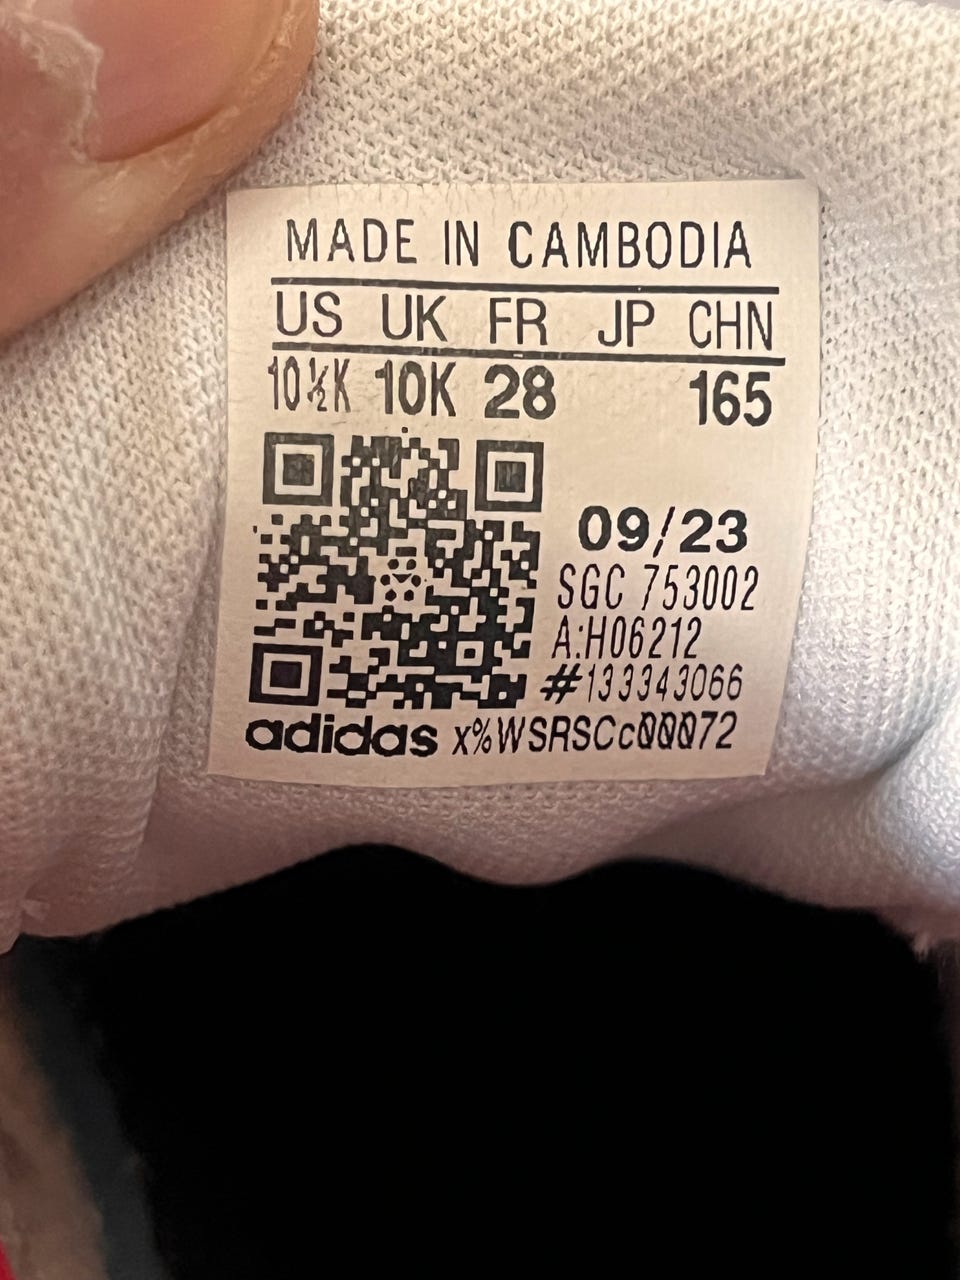 MADE IN CAMBODIA
US UK FR JP CHN
10½K 10K 28 165
09/23
SGC 753002
A:H06212
#133343066
adidas x%WSRSCc00072